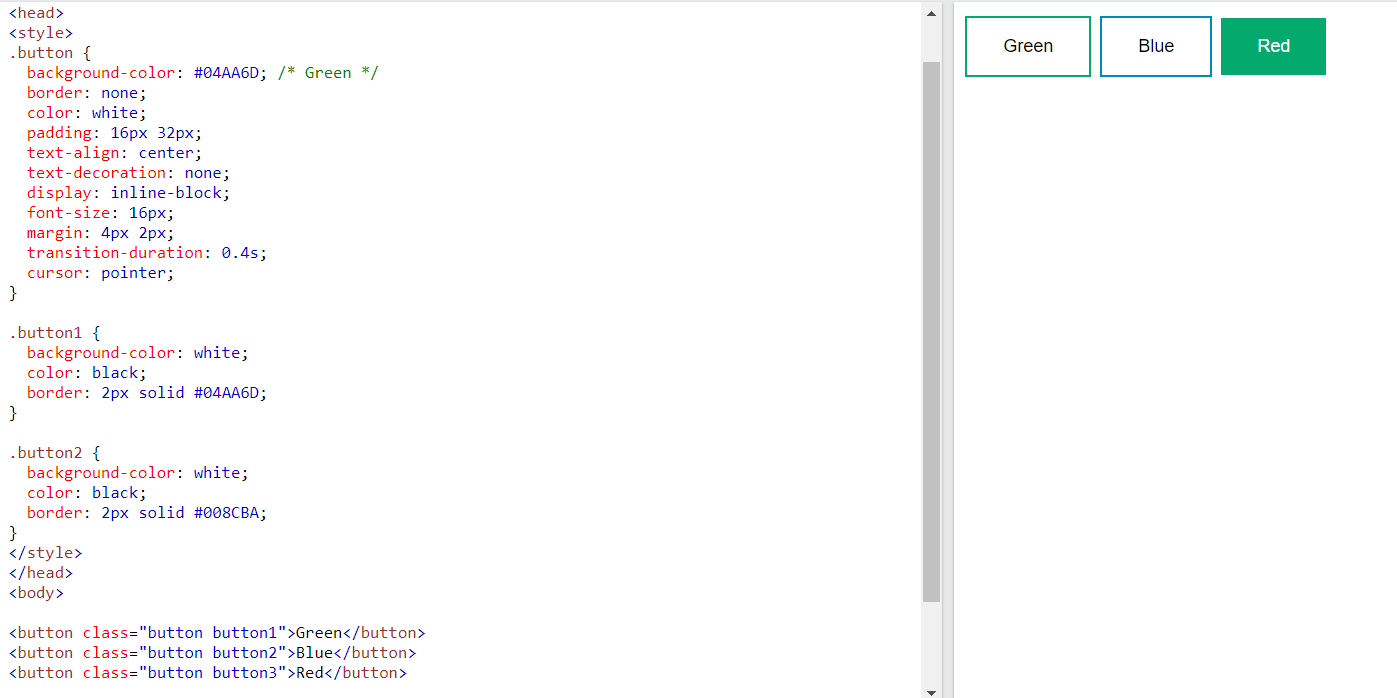 <head>
<style>
.button {
  background-color: #04AA6D; /* Green */
  border: none;
  color: white;
  padding: 16px 32px;
  text-align: center;
  text-decoration: none;
  display: inline-block;
  font-size: 16px;
  margin: 4px 2px;
  transition-duration: 0.4s;
  cursor: pointer;
}

.button1 {
  background-color: white;
  color: black;
  border: 2px solid #04AA6D;
}

.button2 {
  background-color: white;
  color: black;
  border: 2px solid #008CBA;
}
</style>
</head>
<body>

<button class="button button1">Green</button>
<button class="button button2">Blue</button>
<button class="button button3">Red</button>
Green Blue Red